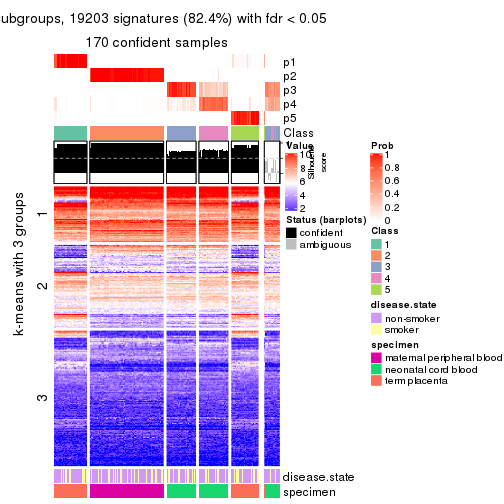 ubgroups, 19203 signatures (82.4%) with fdr < 0.05
170 confident samples
p1
p2
p3
p4
p5
Class
Silhouette
score
k-means with 3 groups
1
2
3
disease.state
specimen
Value
10
8
6
4
2
Status (barplots)
confident
ambiguous
Prob
1
0.8
0.6
0.4
0.2
0
Class
1
2
3
4
5
disease.state
non-smoker
smoker
specimen
maternal peripheral blood
neonatal cord blood
term placenta